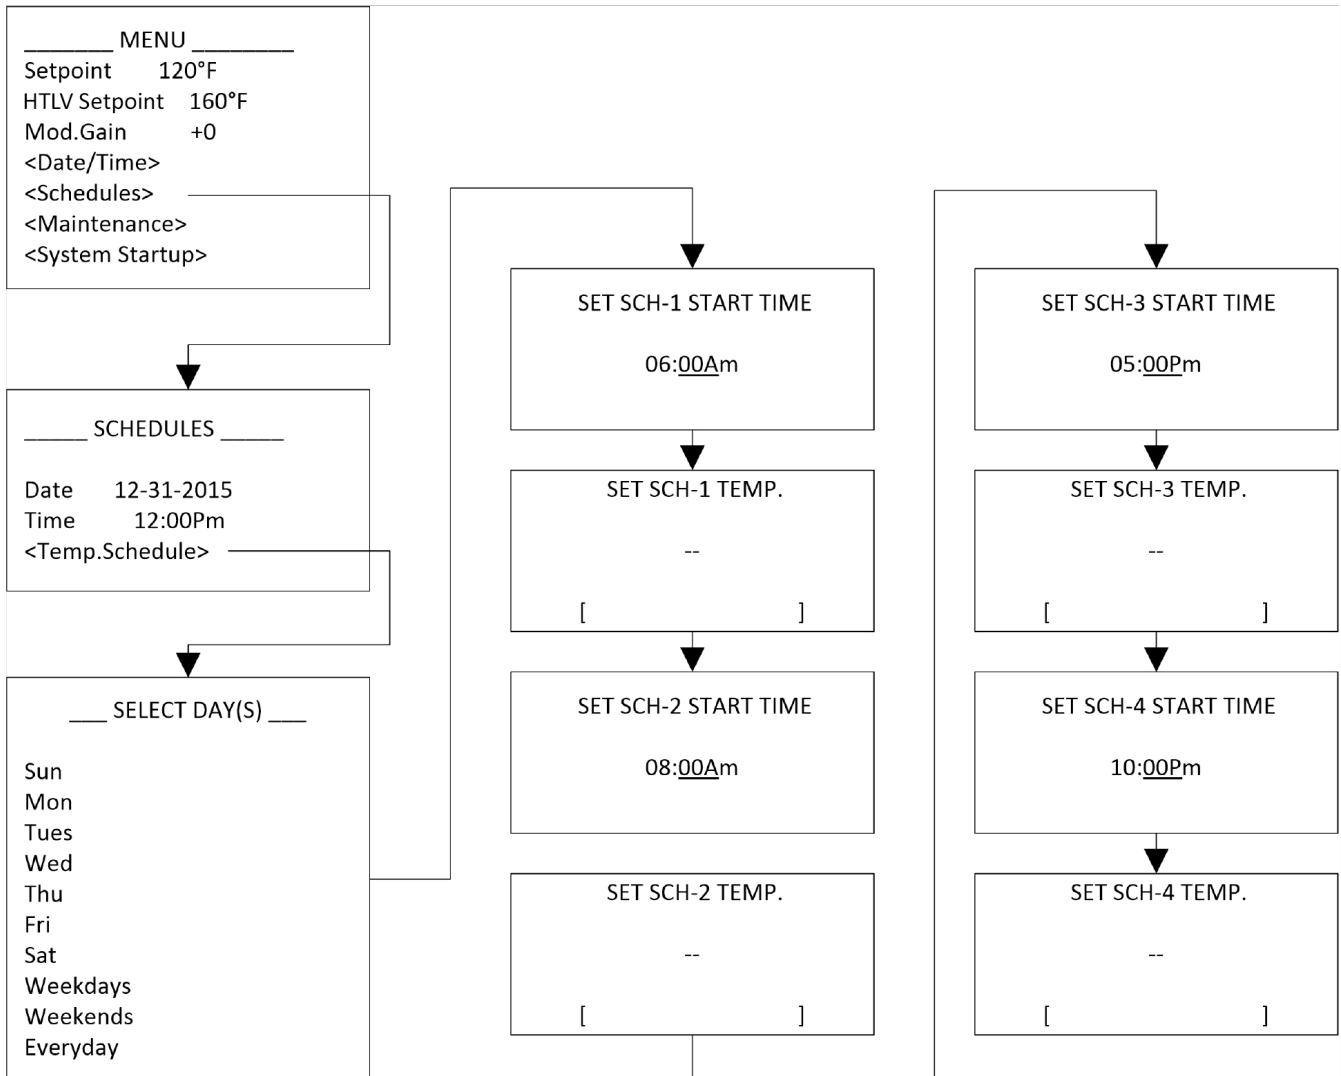 _______ MENU ________
Setpoint 120°F
HTLV Setpoint 160°F
Mod.Gain +0
<Date/Time>
<Schedules>
<Maintenance>
<System Startup>
_____ SCHEDULES _____
Date 12-31-2015
Time 12:00Pm
<Temp.Schedule>
___ SELECT DAY(S) ___
Sun
Mon
Tues
Wed
Thu
Fri
Sat
Weekdays
Weekends
Everyday
SET SCH-1 START TIME
06:00Am
SET SCH-1 TEMP.
--
[ ]
SET SCH-2 START TIME
08:00Am
SET SCH-2 TEMP.
--
[ ]
SET SCH-3 START TIME
05:00Pm
SET SCH-3 TEMP.
--
[ ]
SET SCH-4 START TIME
10:00Pm
SET SCH-4 TEMP.
--
[ ]